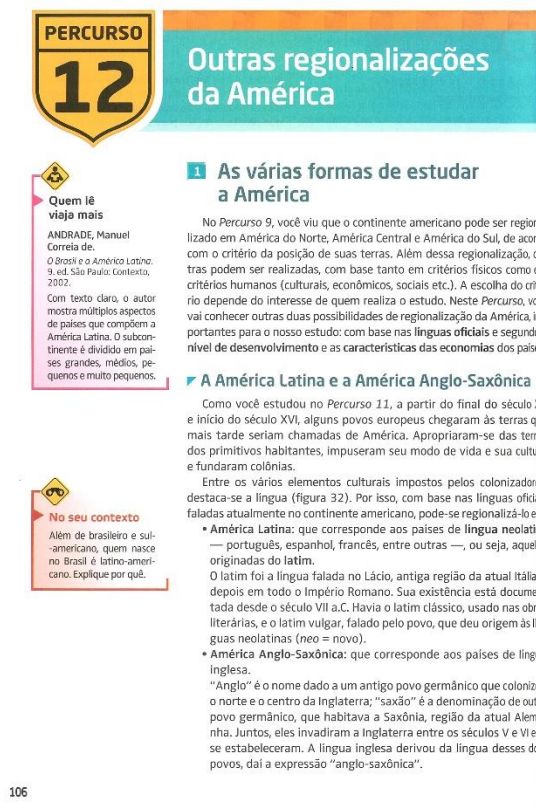 PERCURSO
12
Outras regionalizações
da América
1 As várias formas de estudar
a América
No Percurso 9, você viu que o continente americano pode ser region
lizado em América do Norte, América Central e América do Sul, de acor
com o critério da posição de suas terras. Além dessa regionalização,
tras podem ser realizadas, com base tanto em critérios físicos como
critérios humanos (culturais, econômicos, sociais etc.). A escolha do crit
rio depende do interesse de quem realiza o estudo. Neste Percurso, vo
vai conhecer outras duas possibilidades de regionalização da América, i
portantes para o nosso estudo: com base nas línguas oficiais e segund
nível de desenvolvimento e as características das economias dos paíse
A América Latina e a América Anglo-Saxônica
Como você estudou no Percurso 11, a partir do final do século
e início do século XVI, alguns povos europeus chegaram às terras q
mais tarde seriam chamadas de América. Apropriaram-se das terr
dos primitivos habitantes, impuseram seu modo de vida e sua cultu
e fundaram colônias.
Entre os vários elementos culturais impostos pelos colonizador
destaca-se a língua (figura 32). Por isso, com base nas línguas oficia
faladas atualmente no continente americano, pode-se regionalizá-lo e
• América Latina: que corresponde aos países de língua neolati
— português, espanhol, francês, entre outras —, ou seja, aquel
originadas do latim.
O latim foi a língua falada no Lácio, antiga região da atual Itália
depois em todo o Império Romano. Sua existência está docume
tada desde o século VII a.C. Havia o latim clássico, usado nas obr
literárias, e o latim vulgar, falado pelo povo, que deu origem às lí
guas neolatinas (neo = novo).
• América Anglo-Saxônica: que corresponde aos países de língu
inglesa.
"Anglo" é o nome dado a um antigo povo germânico que coloniz
o norte e o centro da Inglaterra; "saxão" é a denominação de out
povo germânico, que habitava a Saxônia, região da atual Alem
nha. Juntos, eles invadiram a Inglaterra entre os séculos V e VI e
se estabeleceram. A língua inglesa derivou da língua desses do
povos, daí a expressão "anglo-saxônica".
Quem lê
viaja mais
ANDRADE, Manuel
Correia de.
O Brasil e a América Latina.
9. ed. São Paulo: Contexto,
2002.
Com texto claro, o autor
mostra múltiplos aspectos
de países que compõem a
América Latina. O subcon-
tinente é dividido em paí-
ses grandes, médios, pe-
quenos e muito pequenos.
No seu contexto
Além de brasileiro e sul-
-americano, quem nasce
no Brasil é latino-ameri-
cano. Explique por quê.
106